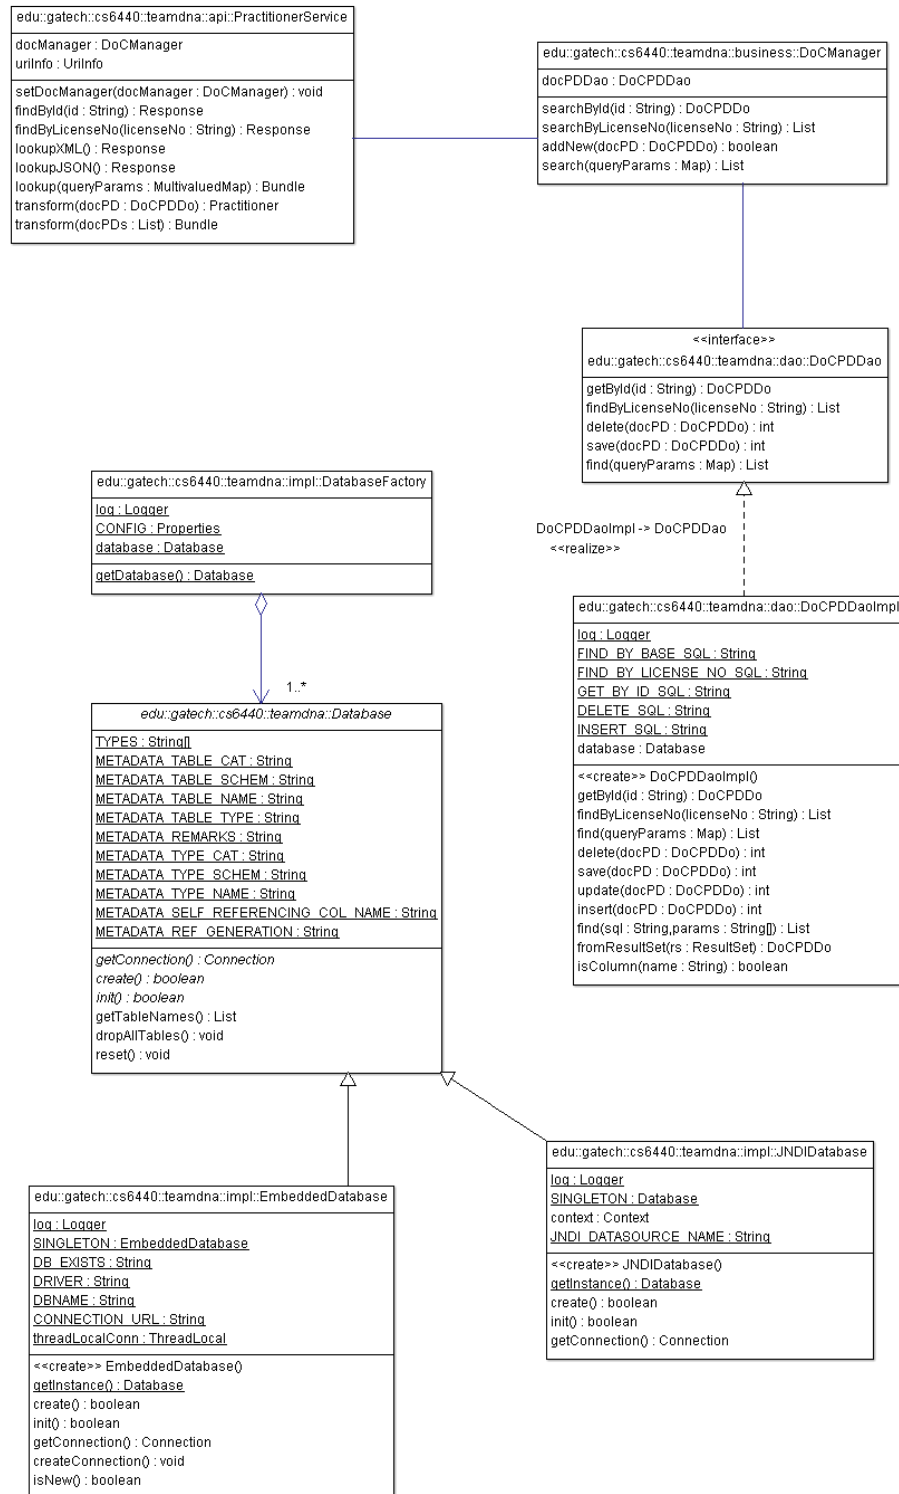 edu::gatech::cs6440::teamdna::api::PractitionerService
docManager : DoCManager
uriInfo : UriInfo
setDocManager(docManager : DoCManager) : void
findById(id : String) : Response
findByLicenseNo(licenseNo : String) : Response
lookupXML() : Response
lookupJSON() : Response
lookup(queryParams : MultivaluedMap) : Bundle
transform(docPD : DoCPDDo) : Practitioner
transform(docPDs : List) : Bundle
edu::gatech::cs6440::teamdna::business::DoCManager
docPDDao : DoCPDDao
searchById(id : String) : DoCPDDo
searchByLicenseNo(licenseNo : String) : List
addNew(docPD : DoCPDDo) : boolean
search(queryParams : Map) : List
<<interface>>
edu::gatech::cs6440::teamdna::dao::DoCPDDao
getById(id : String) : DoCPDDo
findByLicenseNo(licenseNo : String) : List
delete(docPD : DoCPDDo) : int
save(docPD : DoCPDDo) : int
find(queryParams : Map) : List
edu::gatech::cs6440::teamdna::impl::DatabaseFactory
log : Logger
CONFIG : Properties
database : Database
getDatabase() : Database
DoCPDDaoImpl -> DoCPDDao
<<realize>>
edu::gatech::cs6440::teamdna::dao::DoCPDDaoImpl
log : Logger
FIND_BY_BASE_SQL : String
FIND_BY_LICENSE_NO_SQL : String
GET_BY_ID_SQL : String
DELETE_SQL : String
INSERT_SQL : String
database : Database
<<create>> DoCPDDaoImpl()
getById(id : String) : DoCPDDo
findByLicenseNo(licenseNo : String) : List
find(queryParams : Map) : List
delete(docPD : DoCPDDo) : int
save(docPD : DoCPDDo) : int
update(docPD : DoCPDDo) : int
insert(docPD : DoCPDDo) : int
find(sql : String,params : String[]) : List
fromResultSet(rs : ResultSet) : DoCPDDo
isColumn(name : String) : boolean
1..*
edu::gatech::cs6440::teamdna::Database
TYPES : String[]
METADATA_TABLE_CAT : String
METADATA_TABLE_SCHEM : String
METADATA_TABLE_NAME : String
METADATA_TABLE_TYPE : String
METADATA_REMARKS : String
METADATA_TYPE_CAT : String
METADATA_TYPE_SCHEM : String
METADATA_TYPE_NAME : String
METADATA_SELF_REFERENCING_COL_NAME : String
METADATA_REF_GENERATION : String
getConnection() : Connection
create() : boolean
init() : boolean
getTableNames() : List
dropAllTables() : void
reset() : void
edu::gatech::cs6440::teamdna::impl::JNDIDatabase
log : Logger
SINGLETON : Database
context : Context
JNDI_DATASOURCE_NAME : String
<<create>> JNDIDatabase()
getInstance() : Database
create() : boolean
init() : boolean
getConnection() : Connection
edu::gatech::cs6440::teamdna::impl::EmbeddedDatabase
log : Logger
SINGLETON : EmbeddedDatabase
DB_EXISTS : String
DRIVER : String
DBNAME : String
CONNECTION_URL : String
threadLocalConn : ThreadLocal
<<create>> EmbeddedDatabase()
getInstance() : Database
create() : boolean
init() : boolean
getConnection() : Connection
createConnection() : void
isNew() : boolean